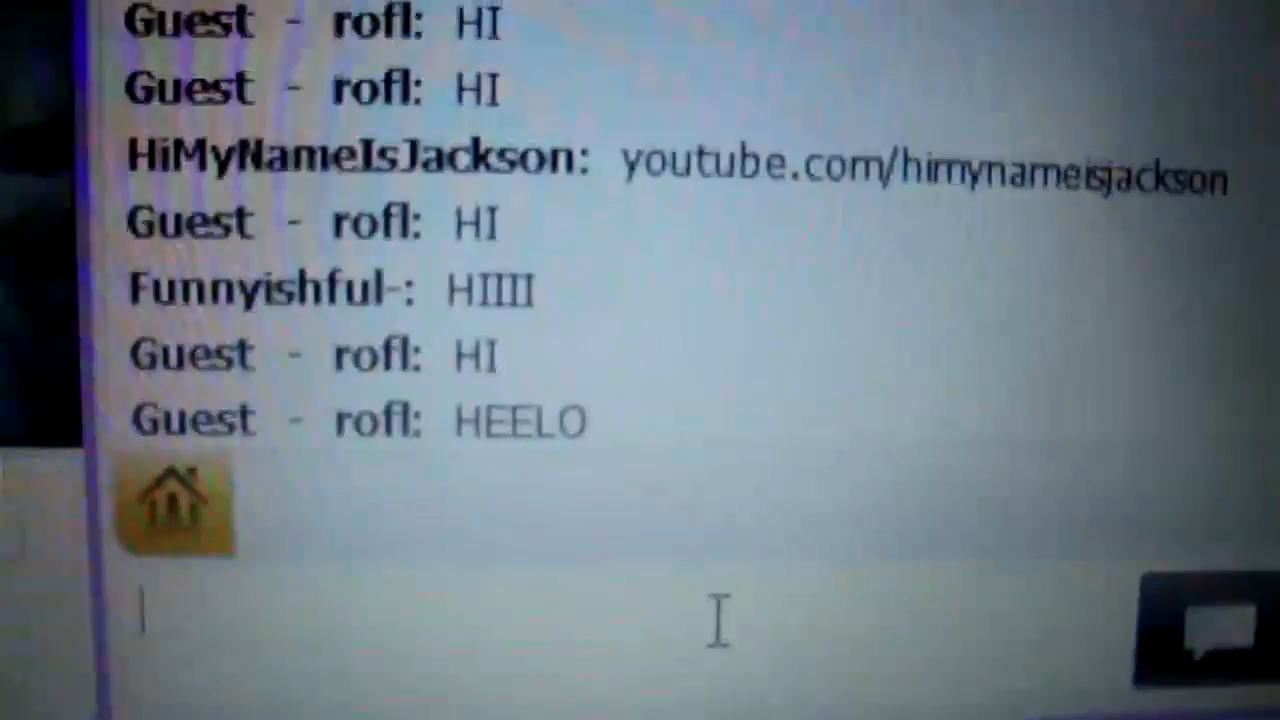 Guest - rofl: HI
Guest - rofl: HI
HiMyNameIsJackson: youtube.com/himynameisjackson
Guest - rofl: HI
Funnyishful-: HIIII
Guest - rofl: HI
Guest - rofl: HEELO